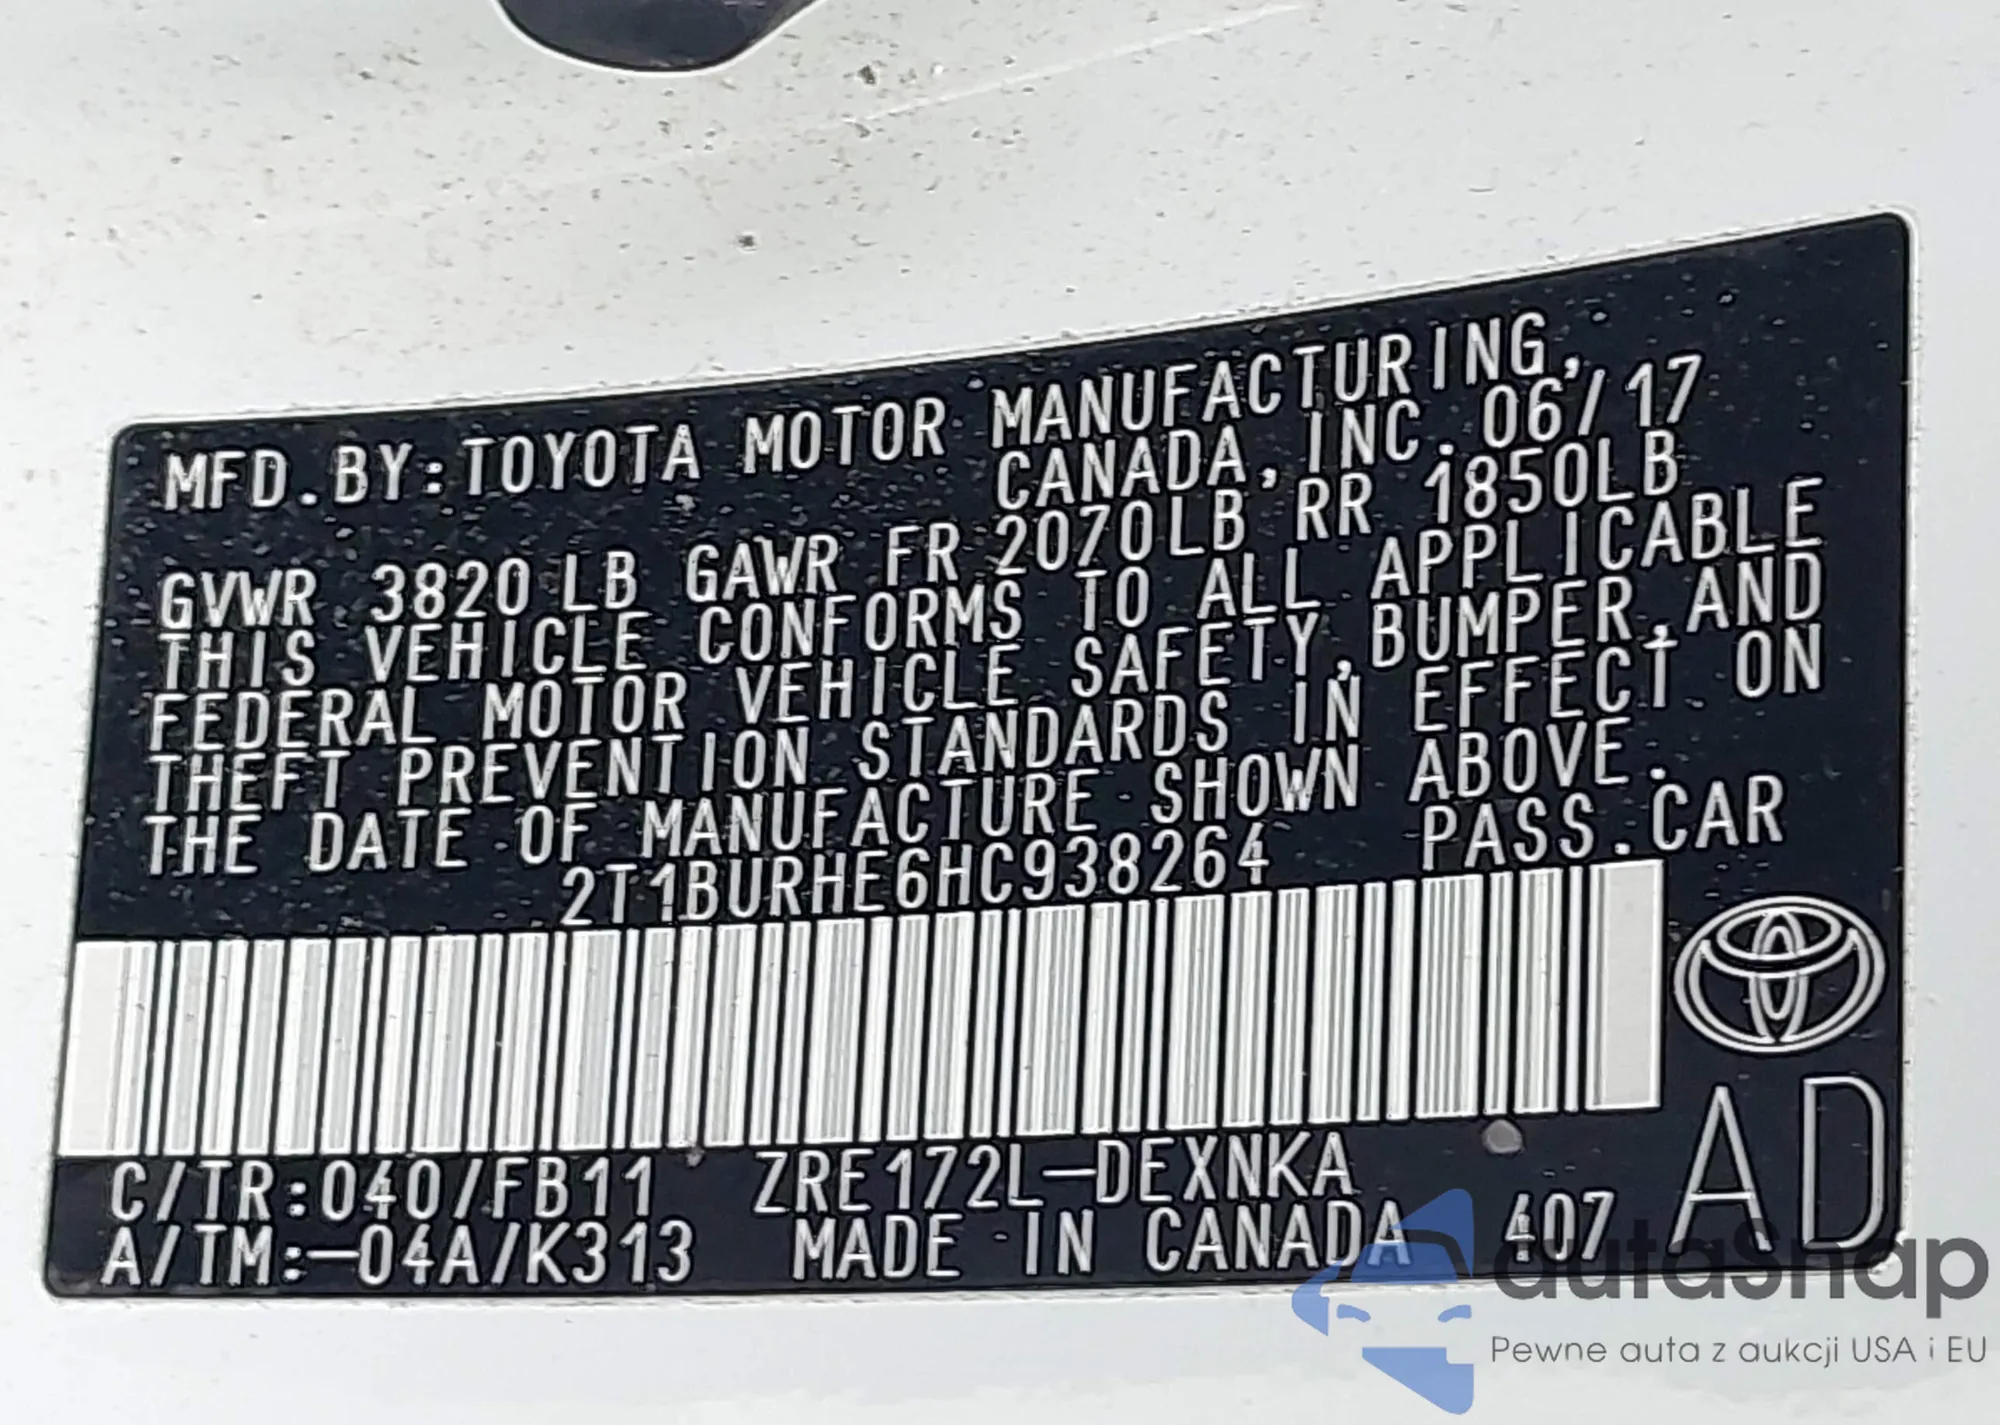 MFD.BY:TOYOTA MOTOR MANUFACTURING,
CANADA, INC. 06/17
GVWR 3820 LB GAWR FR 2070LB RR 1850LB
THIS VEHICLE CONFORMS TO ALL APPLICABLE
FEDERAL MOTOR VEHICLE SAFETY,BUMPER,AND
THEFT PREVENTION STANDARDS IN EFFECT ON
THE DATE OF MANUFACTURE SHOWN ABOVE.
2T1BURHE6HC938264 PASS.CAR
C/TR:040/FB11 ZRE172L-DEXNKA
A/TM:-04A/K313 MADE IN CANADA 407
AD
autaSnap
Pewne auta z aukcji USA i EU